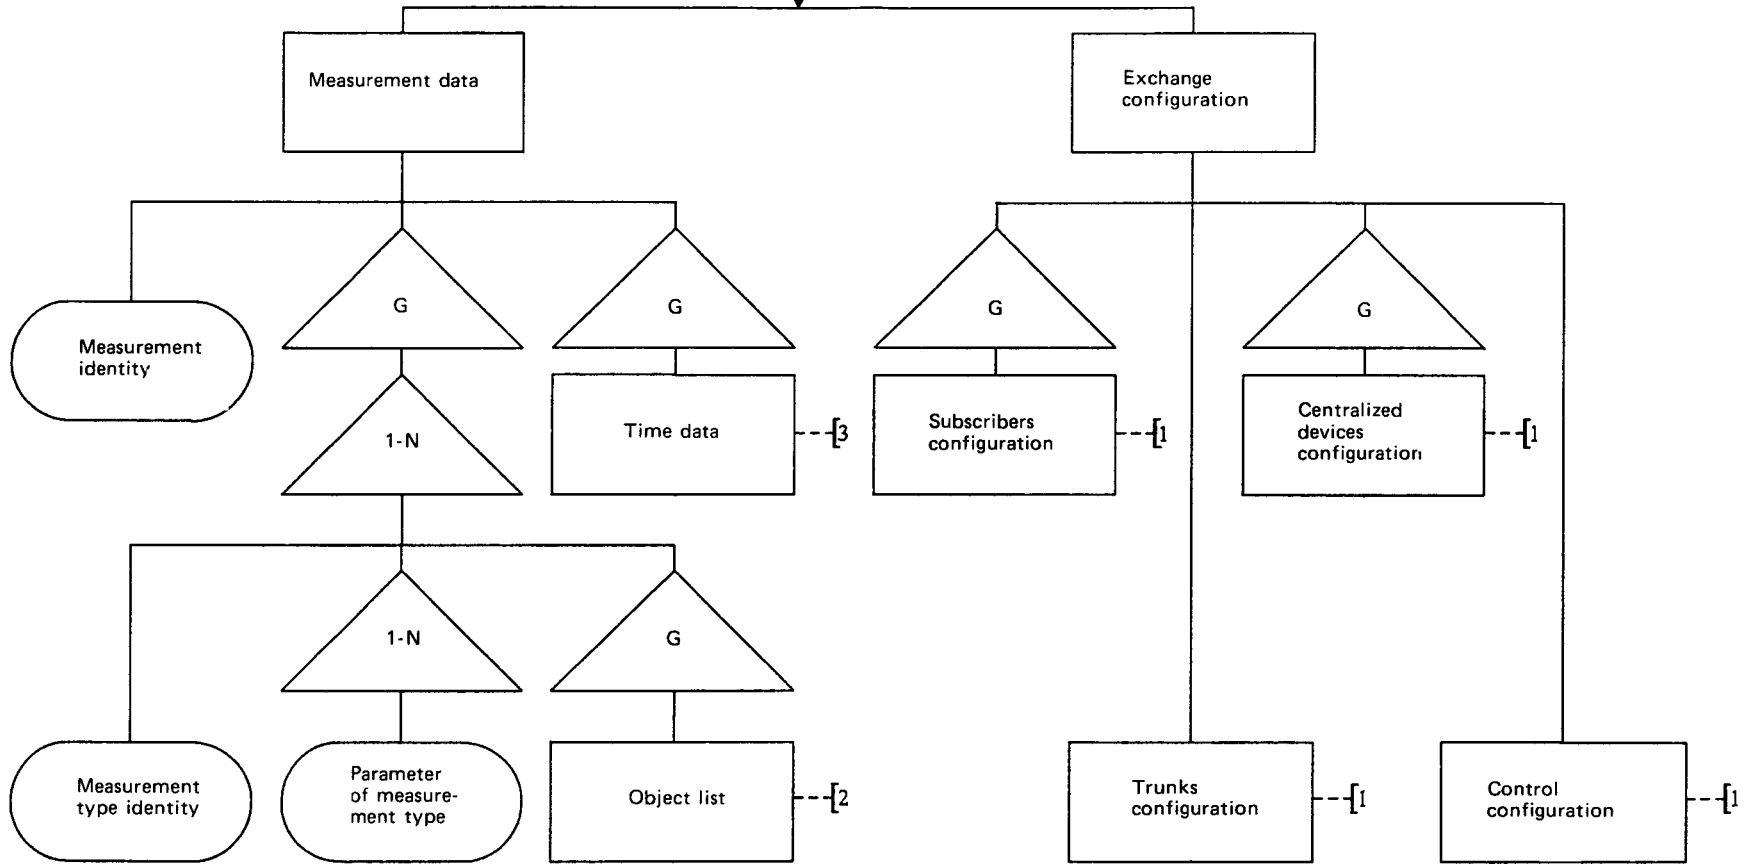 Measurement data
Exchange
configuration
G
G
G
G
Measurement
identity
1-N
Time data
[3
Subscribers
configuration
[1
Centralized
devices
configuration
[1
1-N
G
Measurement
type identity
Parameter
of measure-
ment type
Object list
[2
Trunks
configuration
[1
Control
configuration
[1